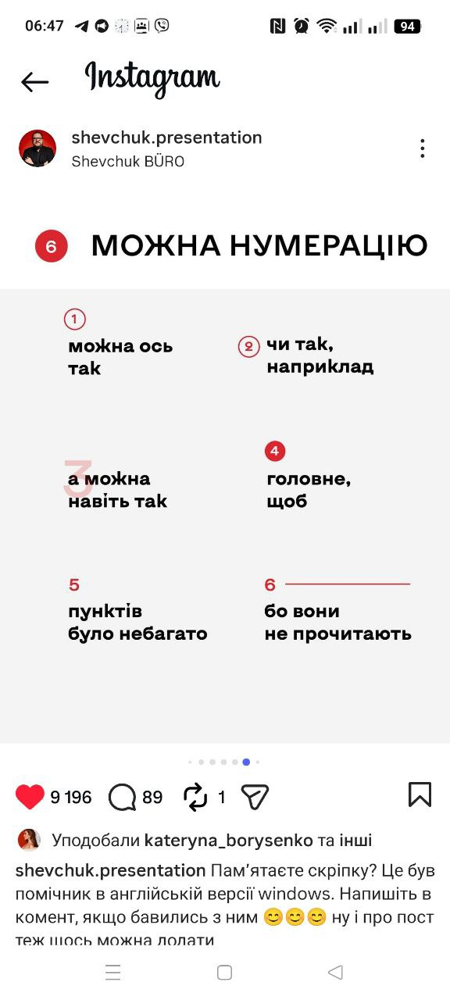 06:47
94
Instagram
shevchuk.presentation
Shevchuk BÜRO
6 МОЖНА НУМЕРАЦІЮ
1
можна ось
так
2 чи так,
наприклад
3
а можна
навіть так
4
головне,
щоб
5
пунктів
було небагато
6
бо вони
не прочитають
9 196 89 1
Уподобали kateryna_borysenko та інші
shevchuk.presentation Пам’ятаєте скріпку? Це був
помічник в англійській версії windows. Напишіть в
комент, якщо бавились з ним 😊😊😊 ну і про пост
теж щось можна додати